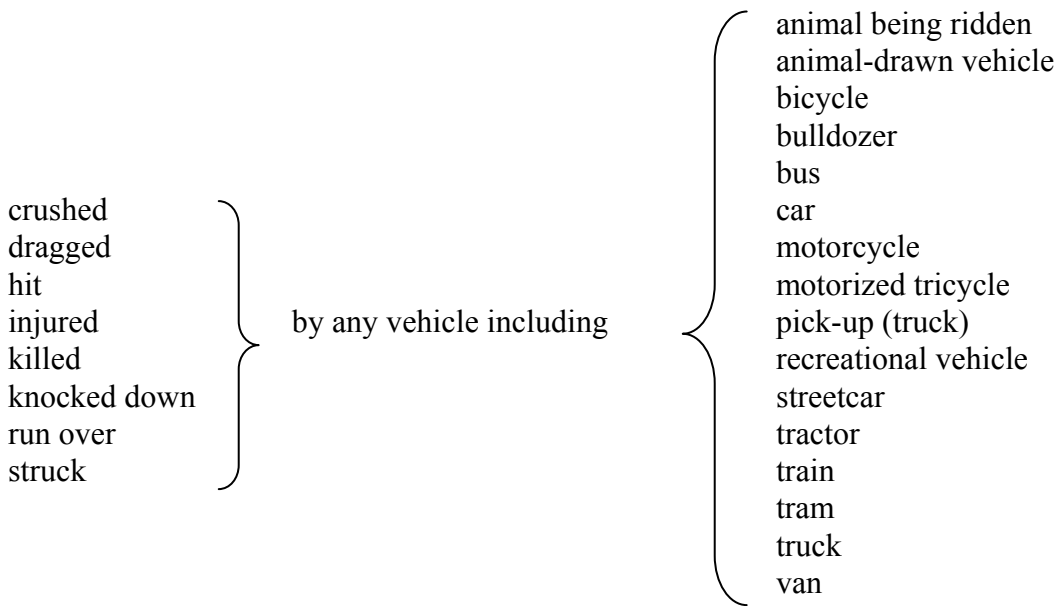 crushed
dragged
hit
injured
killed
knocked down
run over
struck
by any vehicle including
animal being ridden
animal-drawn vehicle
bicycle
bulldozer
bus
car
motorcycle
motorized tricycle
pick-up (truck)
recreational vehicle
streetcar
tractor
train
tram
truck
van